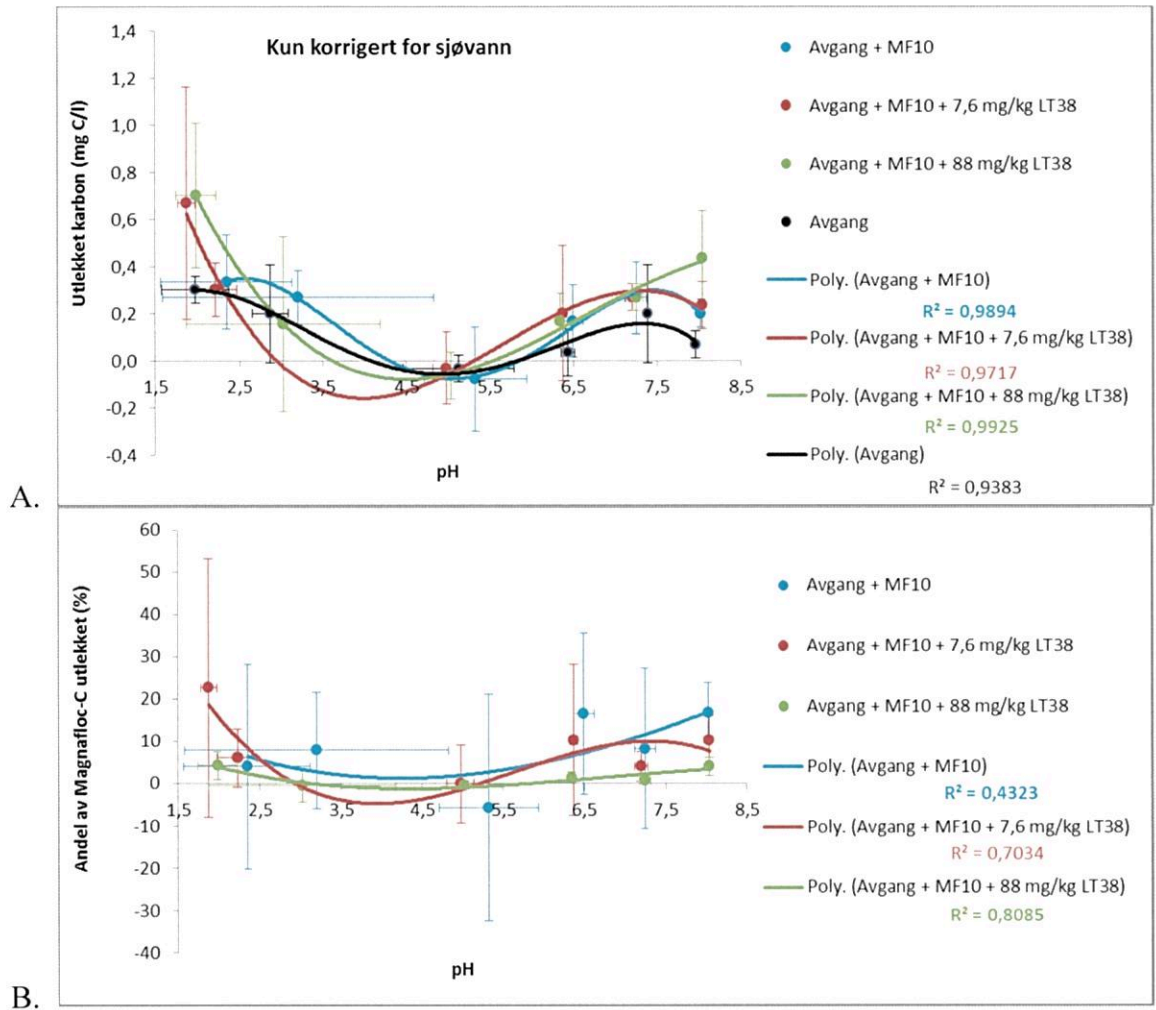 Kun korrigert for sjøvann
Utlekket karbon (mg C/l)
1,4
1,2
1,0
0,8
0,6
0,4
0,2
0,0
-0,2
-0,4
1,5 2,5 3,5 4,5 5,5 6,5 7,5 8,5
pH
Avgang + MF10
Avgang + MF10 + 7,6 mg/kg LT38
Avgang + MF10 + 88 mg/kg LT38
Avgang
Poly. (Avgang + MF10)
R² = 0,9894
Poly. (Avgang + MF10 + 7,6 mg/kg LT38)
R² = 0,9717
Poly. (Avgang + MF10 + 88 mg/kg LT38)
R² = 0,9925
Poly. (Avgang)
R² = 0,9383
A.
Andel av Magnafloc-C utlekket (%)
60
50
40
30
20
10
0
-10
-20
-30
-40
1,5 2,5 3,5 4,5 5,5 6,5 7,5 8,5
pH
Avgang + MF10
Avgang + MF10 + 7,6 mg/kg LT38
Avgang + MF10 + 88 mg/kg LT38
Poly. (Avgang + MF10)
R² = 0,4323
Poly. (Avgang + MF10 + 7,6 mg/kg LT38)
R² = 0,7034
Poly. (Avgang + MF10 + 88 mg/kg LT38)
R² = 0,8085
B.